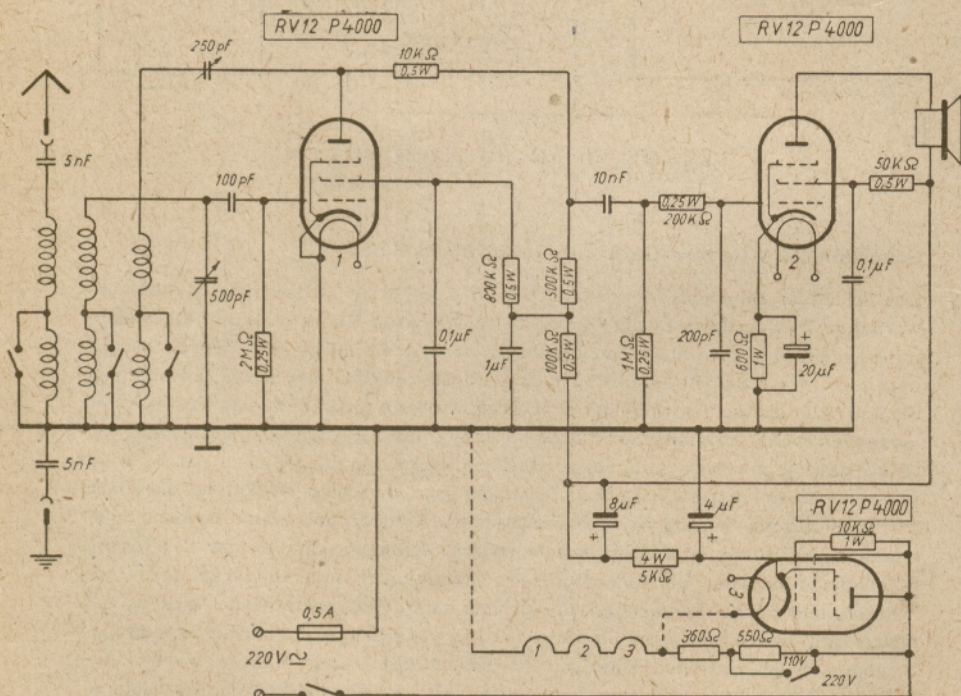 RV12 P4000
RV12 P4000
250pF
10KΩ
0,5W
5nF
100pF
10nF
50KΩ
0,5W
0,25W
200KΩ
1
2
500pF
800KΩ
0,5W
500KΩ
0,5W
0,1µF
2MΩ
0,25W
0,1µF
1µF
100KΩ
0,5W
1MΩ
0,25W
200pF
600Ω
1W
+
20µF
5nF
8µF
+
4µF
+
RV12P4000
10KΩ
1W
4W
5KΩ
3
0,5A
220V≂
1 2 3
360Ω
550Ω
110V
220V